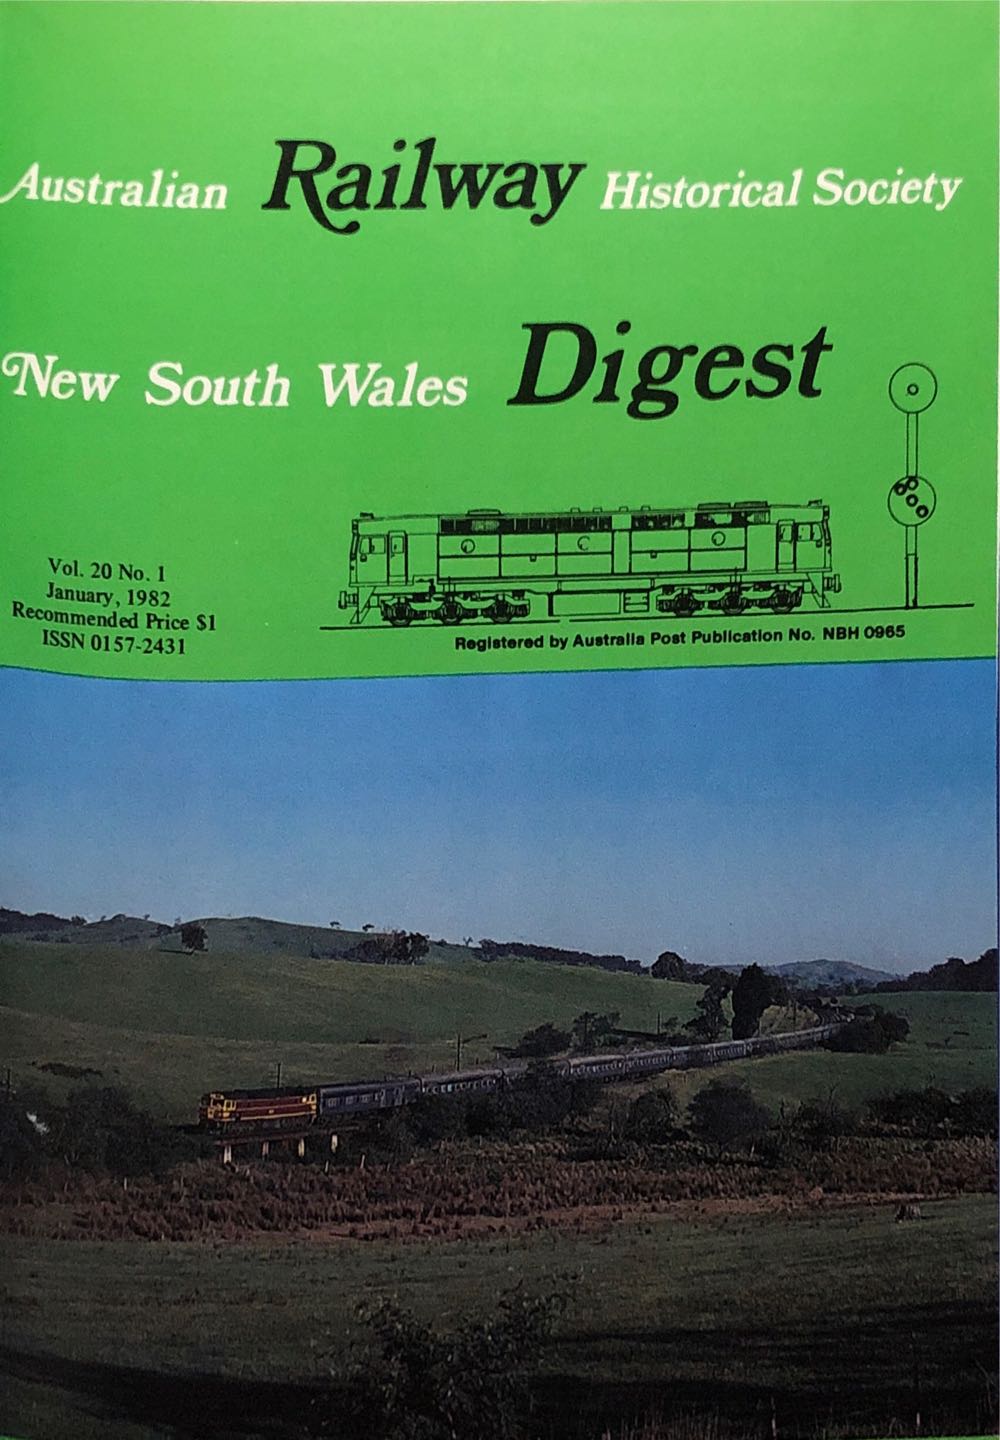 Australian Railway Historical Society
New South Wales Digest
Vol. 20 No. 1
January, 1982
Recommended Price $1
ISSN 0157-2431
Registered by Australia Post Publication No. NBH 0965